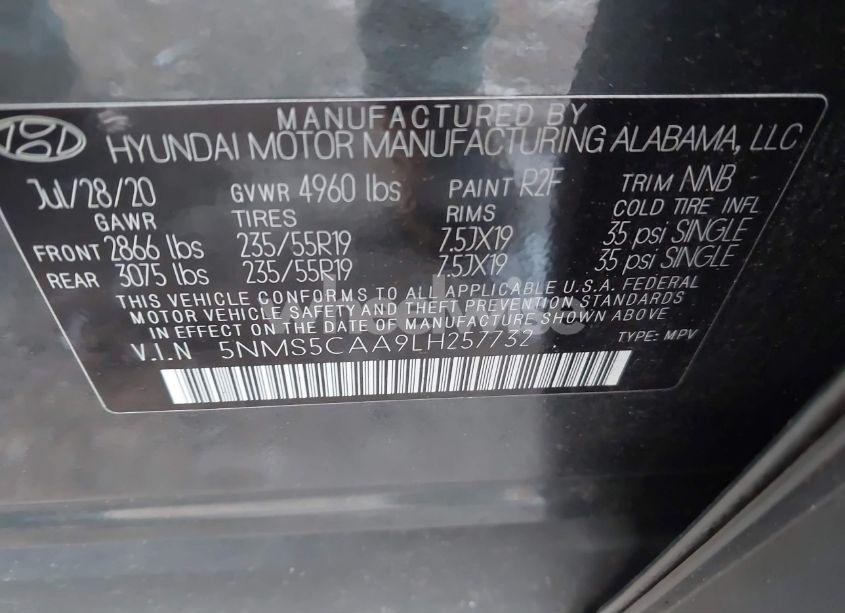 MANUFACTURED BY
HYUNDAI MOTOR MANUFACTURING ALABAMA, LLC
Jul/28/20 GVWR 4960 lbs PAINT R2F TRIM NNB
GAWR TIRES RIMS COLD TIRE INFL
FRONT 2866 lbs 235/55R19 7.5JX19 35 psi SINGLE
REAR 3075 lbs 235/55R19 7.5JX19 35 psi SINGLE
THIS VEHICLE CONFORMS TO ALL APPLICABLE U.S.A. FEDERAL
MOTOR VEHICLE SAFETY AND THEFT PREVENTION STANDARDS
IN EFFECT ON THE DATE OF MANUFACTURE
V.I.N 5NMS5CAA9LH257732 TYPE: MPV